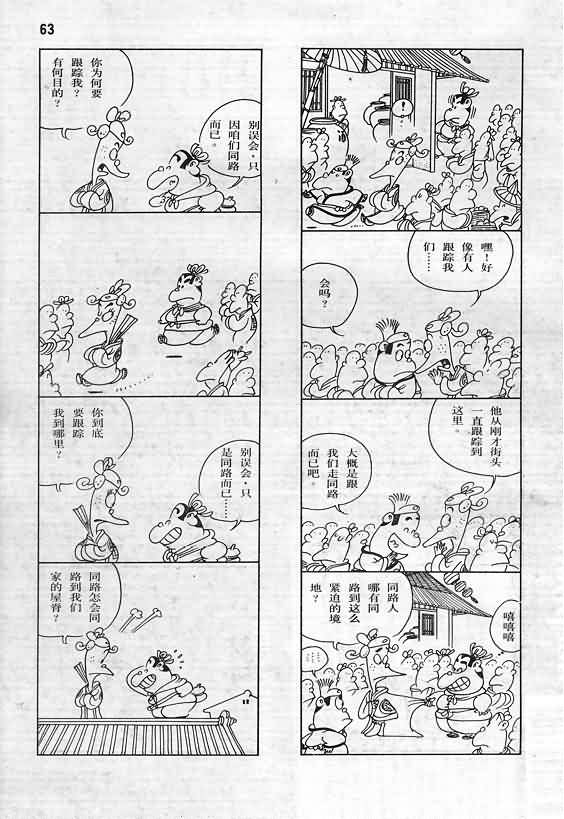 63
!
嘿！好
像有人
跟踪我
们……
会吗？
他从刚才街头
一直跟踪到
这里。
大概是跟
我们走同路
而已吧。
嘻嘻嘻
同路人
哪有同
路到这么
紧迫的境
地？
你为何要
跟踪我？
有何目的？
别误会，只
因咱们同路
而已。
你到底
要跟踪
我到哪里？
别误会，只
是同路而已……
同路怎会同
路到我们
家的屋脊？